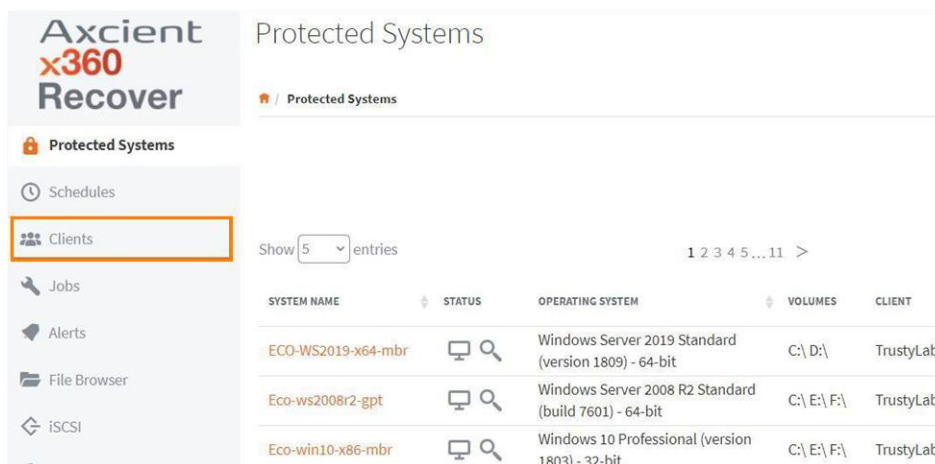 Axcient
x360
Recover
Protected Systems
Schedules
Clients
Jobs
Alerts
File Browser
iSCSI
Protected Systems
/ Protected Systems
Show 5 entries
1 2 3 4 5 ... 11 >
SYSTEM NAME STATUS OPERATING SYSTEM VOLUMES CLIENT
ECO-WS2019-x64-mbr Windows Server 2019 Standard (version 1809) - 64-bit C:\ D:\ TrustyLab
Eco-ws2008r2-gpt Windows Server 2008 R2 Standard (build 7601) - 64-bit C:\ E:\ F:\ TrustyLab
Eco-win10-x86-mbr Windows 10 Professional (version 1803) - 32-bit C:\ E:\ F:\ TrustyLab